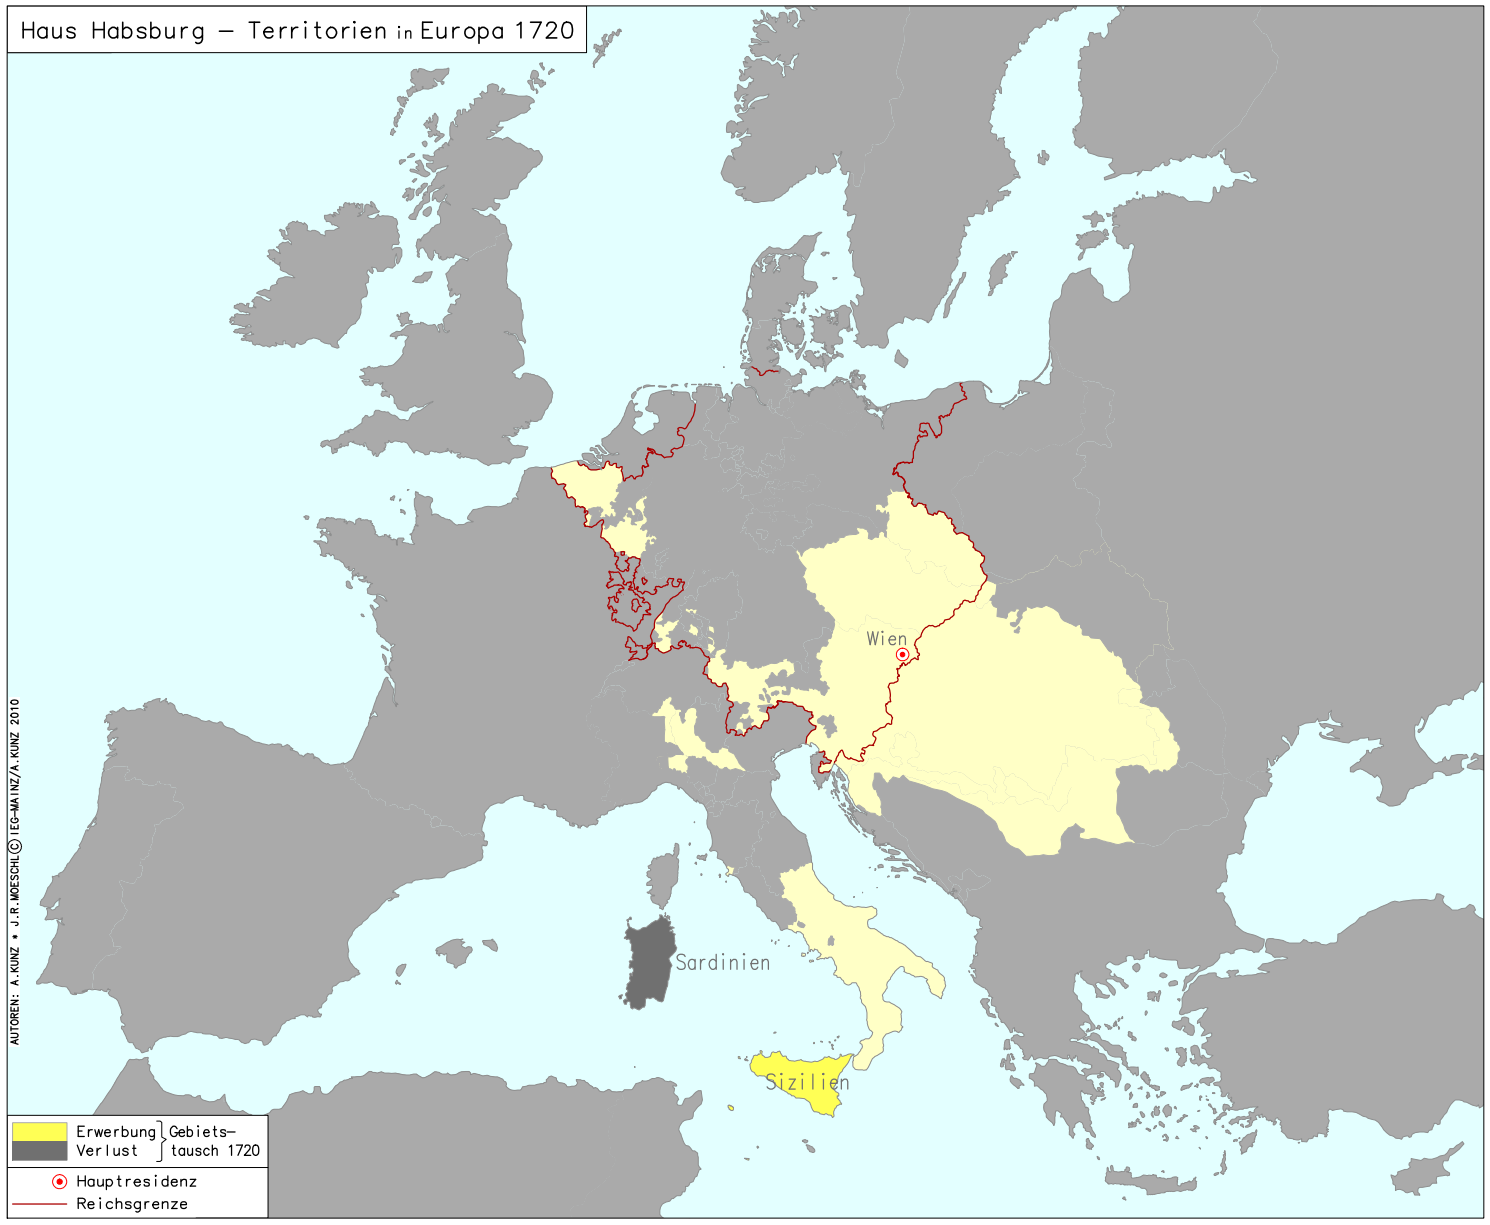 Haus Habsburg – Territorien in Europa 1720
Wien
Sardinien
Sizilien
AUTOREN: A.KUNZ * J.R.MOESCHL © IEG-MAINZ/A.KUNZ 2010
Erwerbung
Verlust
Gebiets-
tausch 1720
Hauptresidenz
Reichsgrenze